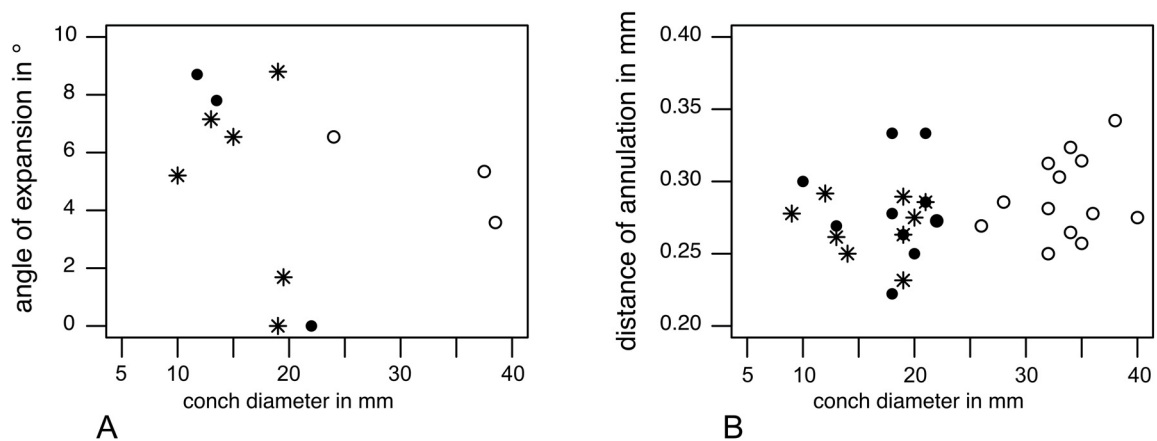 angle of expansion in °
10
8
6
4
2
0
5 10 20 30 40
conch diameter in mm
A
distance of annulation in mm
0.40
0.35
0.30
0.25
0.20
5 10 20 30 40
conch diameter in mm
B